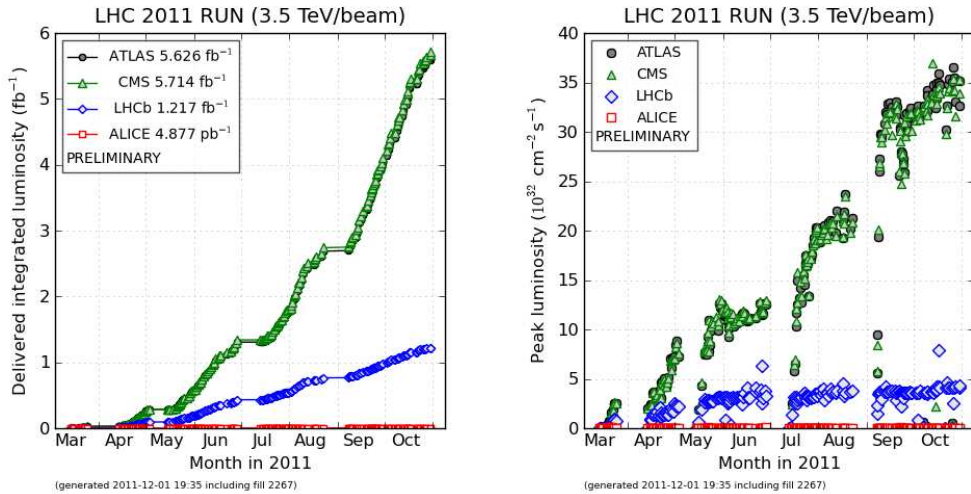 LHC 2011 RUN (3.5 TeV/beam)
Delivered integrated luminosity (fb⁻¹)
6
5
4
3
2
1
0
ATLAS 5.626 fb⁻¹
CMS 5.714 fb⁻¹
LHCb 1.217 fb⁻¹
ALICE 4.877 pb⁻¹
PRELIMINARY
Mar Apr May Jun Jul Aug Sep Oct
Month in 2011
(generated 2011-12-01 19:35 including fill 2267)
LHC 2011 RUN (3.5 TeV/beam)
Peak luminosity (10³² cm⁻² s⁻¹)
40
35
30
25
20
15
10
5
0
ATLAS
CMS
LHCb
ALICE
PRELIMINARY
Mar Apr May Jun Jul Aug Sep Oct
Month in 2011
(generated 2011-12-01 19:35 including fill 2267)